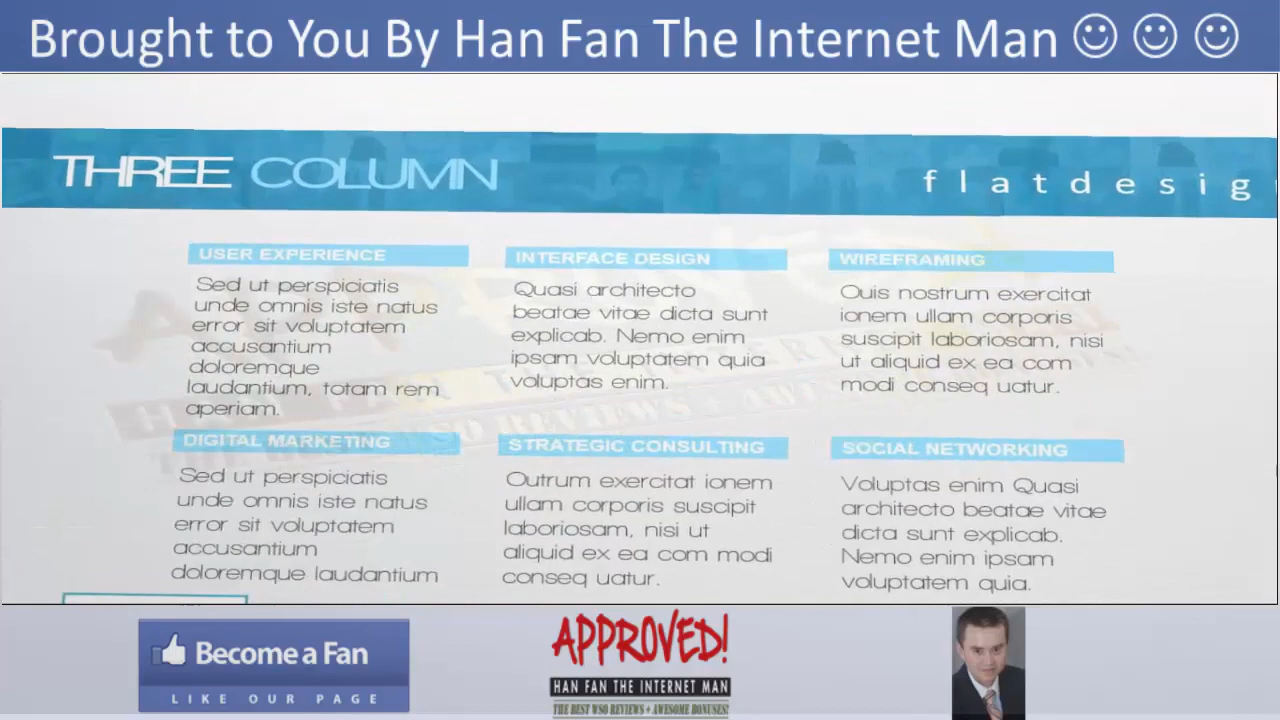 Brought to You By Han Fan The Internet Man
THREE COLUMN
flatdesig
USER EXPERIENCE
Sed ut perspiciatis
unde omnis iste natus
error sit voluptatem
accusantium
doloremque
laudantium, totam rem
aperiam.
INTERFACE DESIGN
Quasi architecto
beatae vitae dicta sunt
explicab. Nemo enim
ipsam voluptatem quia
voluptas enim.
WIREFRAMING
Quis nostrum exercitat
ionem ullam corporis
suscipit laboriosam, nisi
ut aliquid ex ea com
modi conseq uatur.
DIGITAL MARKETING
Sed ut perspiciatis
unde omnis iste natus
error sit voluptatem
accusantium
doloremque laudantium
STRATEGIC CONSULTING
Outrum exercitat ionem
ullam corporis suscipit
laboriosam, nisi ut
aliquid ex ea com modi
conseq uatur.
SOCIAL NETWORKING
Voluptas enim Quasi
architecto beatae vitae
dicta sunt explicab.
Nemo enim ipsam
voluptatem quia.
Become a Fan
LIKE OUR PAGE
APPROVED!
HAN FAN THE INTERNET MAN
THE BEST WSO REVIEWS + AWESOME BONUSES!